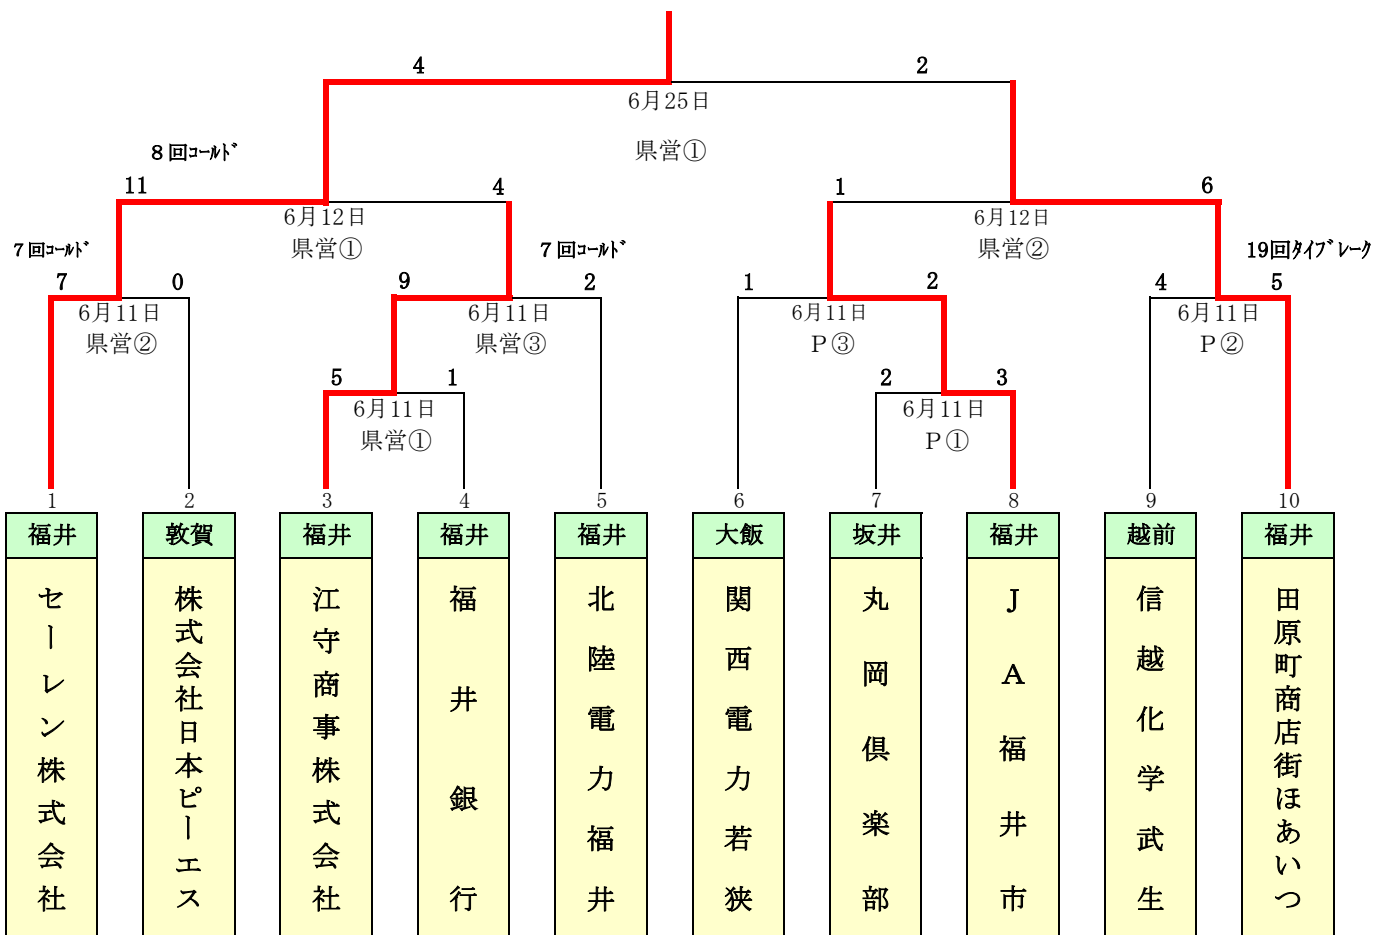 4 2
6月25日
県営①
8回ｺｰﾙﾄﾞ
11 4 1 6
6月12日 6月12日
県営① 県営②
7回ｺｰﾙﾄﾞ 7回ｺｰﾙﾄﾞ 19回ﾀｲﾌﾞﾚｰｸ
7 0 9 2 1 2 4 5
6月11日 6月11日 6月11日 6月11日
県営② 県営③ P③ P②
5 1 2 3
6月11日 6月11日
県営① P①
1 2 3 4 5 6 7 8 9 10
福井 敦賀 福井 福井 福井 大飯 坂井 福井 越前 福井
セーレン株式会社
株式会社日本ピーエス
江守商事株式会社
福井銀行
北陸電力福井
関西電力若狭
丸岡倶楽部
JA福井市
信越化学武生
田原町商店街ほあいつ